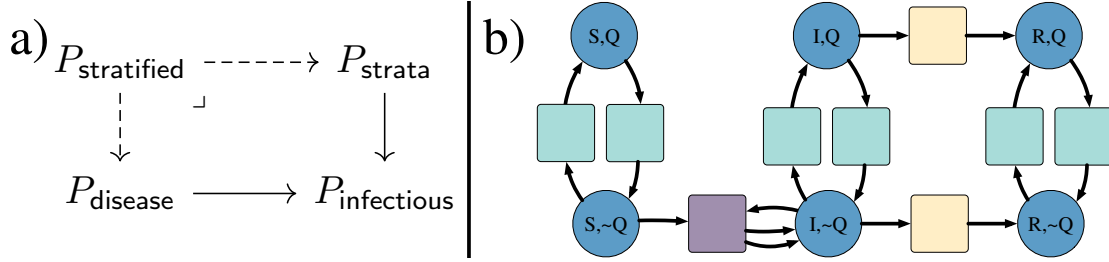 a)
P_stratified P_strata
P_disease P_infectious
b)
S,Q I,Q R,Q
S,~Q I,~Q R,~Q